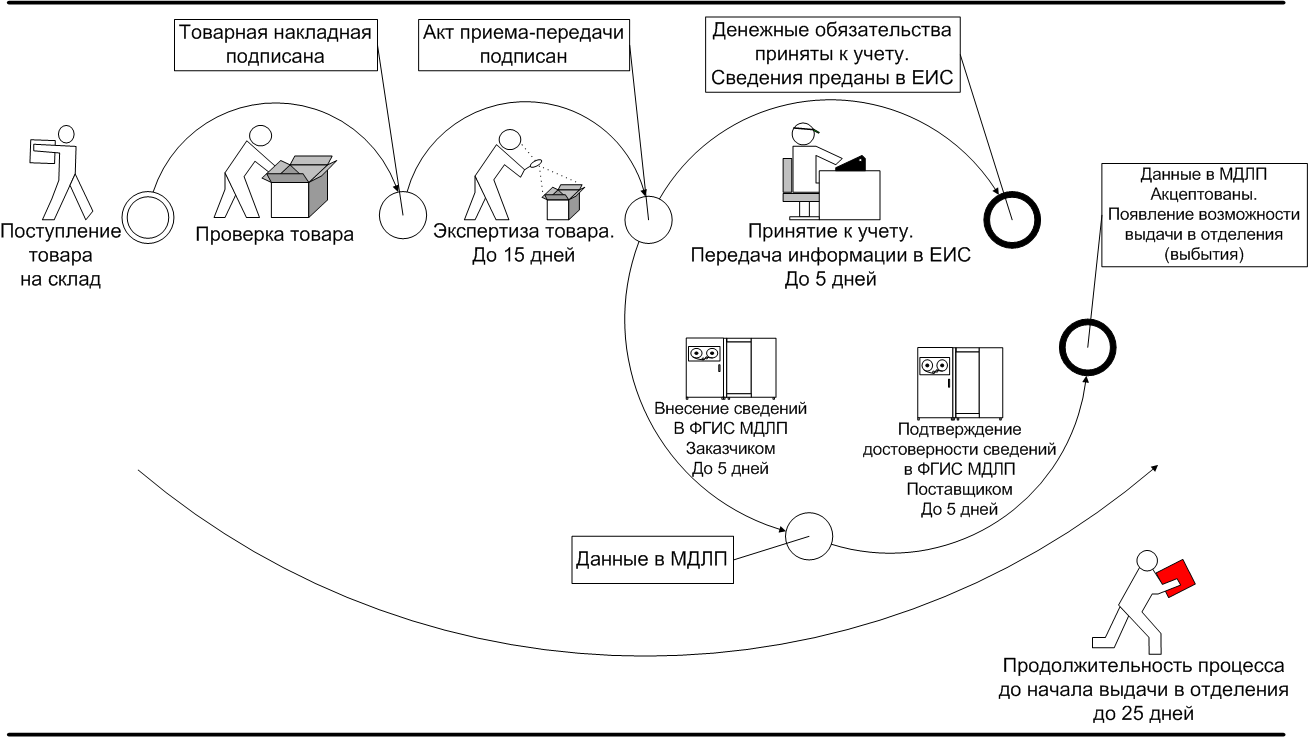 Товарная накладная
подписана
Акт приема-передачи
подписан
Денежные обязательства
приняты к учету.
Сведения преданы в ЕИС
Данные в МДЛП
Акцептованы.
Появление возможности
выдачи в отделения
(выбытия)
Поступление
товара
на склад
Проверка товара
Экспертиза товара.
До 15 дней
Принятие к учету.
Передача информации в ЕИС
До 5 дней
Внесение сведений
В ФГИС МДЛП
Заказчиком
До 5 дней
Подтверждение
достоверности сведений
в ФГИС МДЛП
Поставщиком
До 5 дней
Данные в МДЛП
Продолжительность процесса
до начала выдачи в отделения
до 25 дней